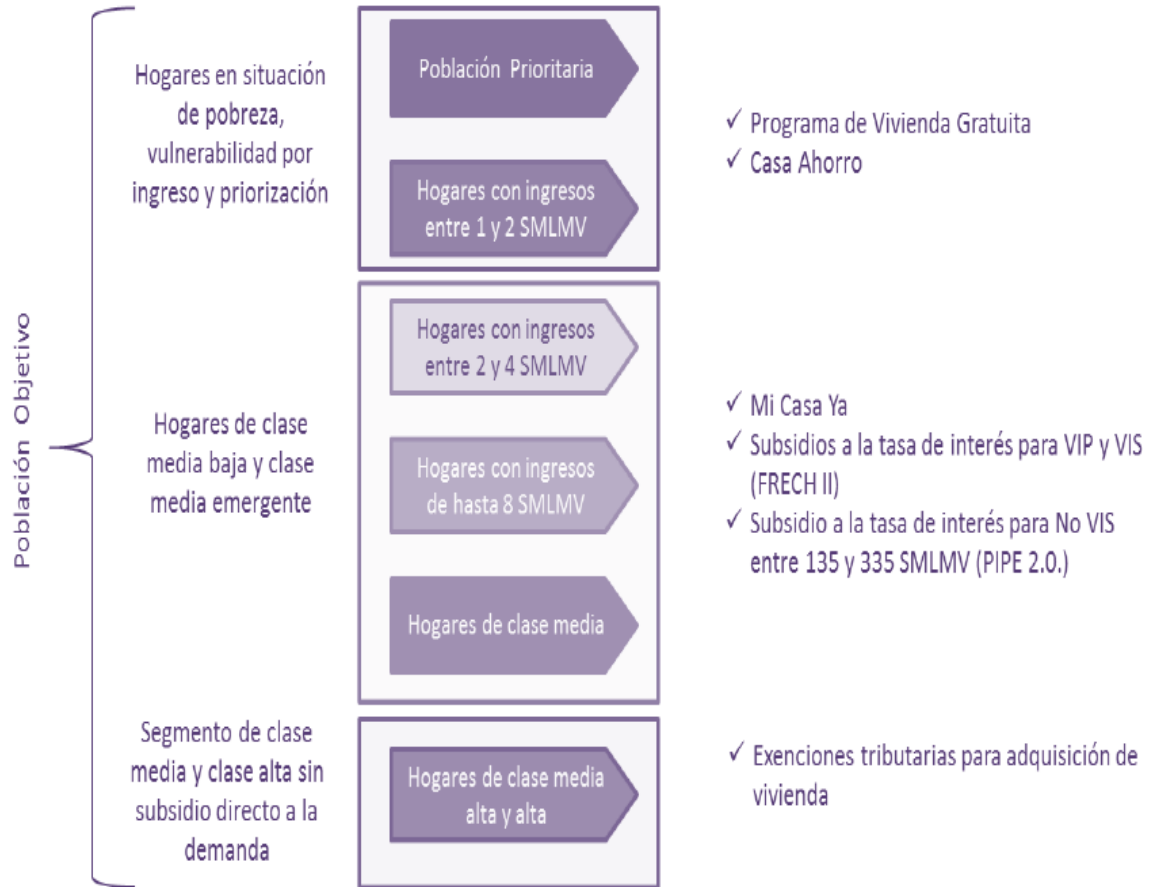 Población Objetivo
Hogares en situación
de pobreza,
vulnerabilidad por
ingreso y priorización
Población Prioritaria
Hogares con ingresos
entre 1 y 2 SMLMV
✓ Programa de Vivienda Gratuita
✓ Casa Ahorro
Hogares de clase
media baja y clase
media emergente
Hogares con ingresos
entre 2 y 4 SMLMV
Hogares con ingresos
de hasta 8 SMLMV
Hogares de clase media
✓ Mi Casa Ya
✓ Subsidios a la tasa de interés para VIP y VIS
(FRECH II)
✓ Subsidio a la tasa de interés para No VIS
entre 135 y 335 SMLMV (PIPE 2.0.)
Segmento de clase
media y clase alta sin
subsidio directo a la
demanda
Hogares de clase media
alta y alta
✓ Exenciones tributarias para adquisición de
vivienda